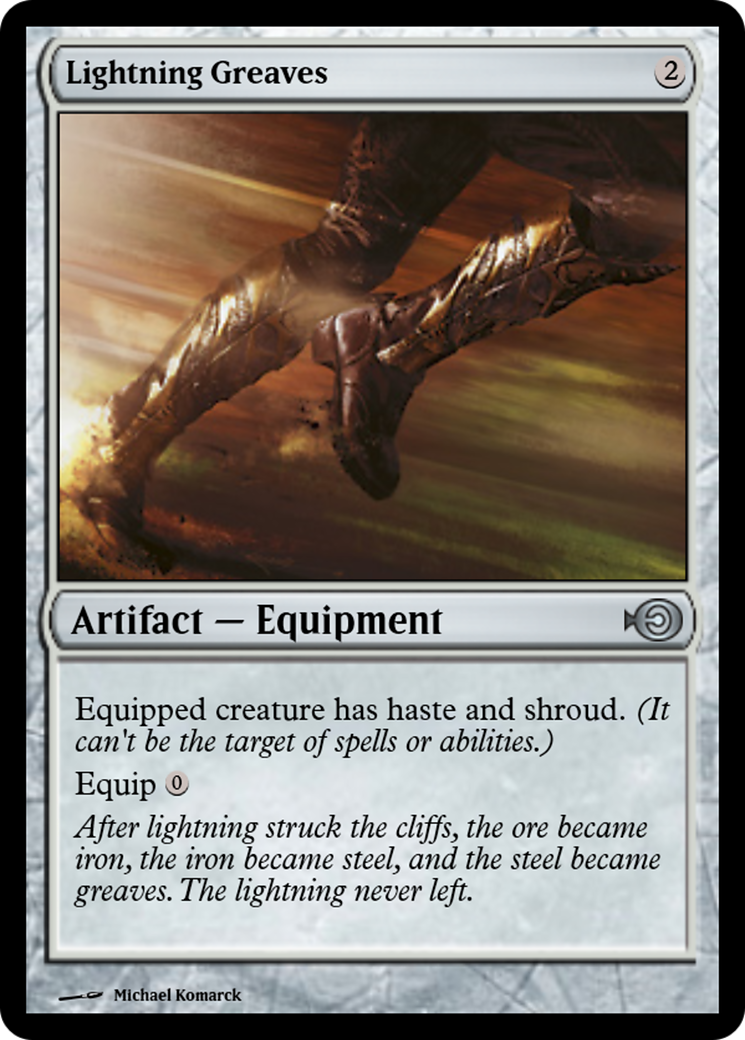 Lightning Greaves 2
Artifact — Equipment
Equipped creature has haste and shroud. (It
can't be the target of spells or abilities.)
Equip 0
After lightning struck the cliffs, the ore became
iron, the iron became steel, and the steel became
greaves. The lightning never left.
Michael Komarck